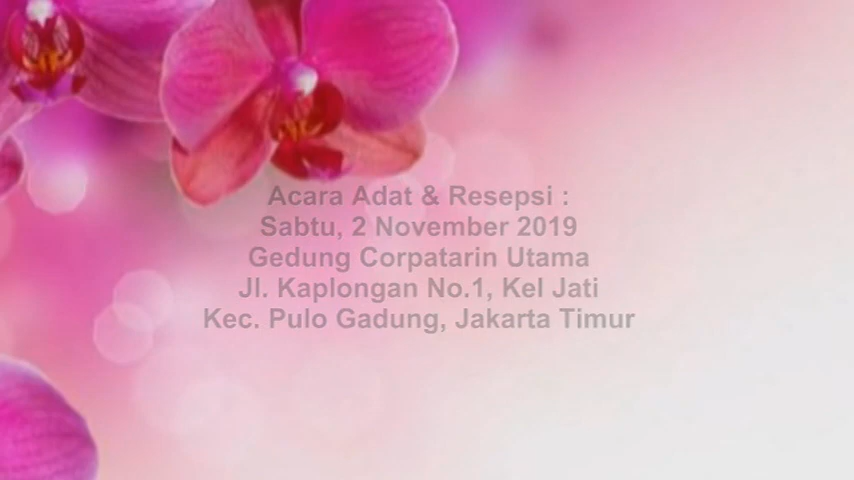 Acara Adat & Resepsi :
Sabtu, 2 November 2019
Gedung Corpatarin Utama
Jl. Kaplongan No.1, Kel Jati
Kec. Pulo Gadung, Jakarta Timur